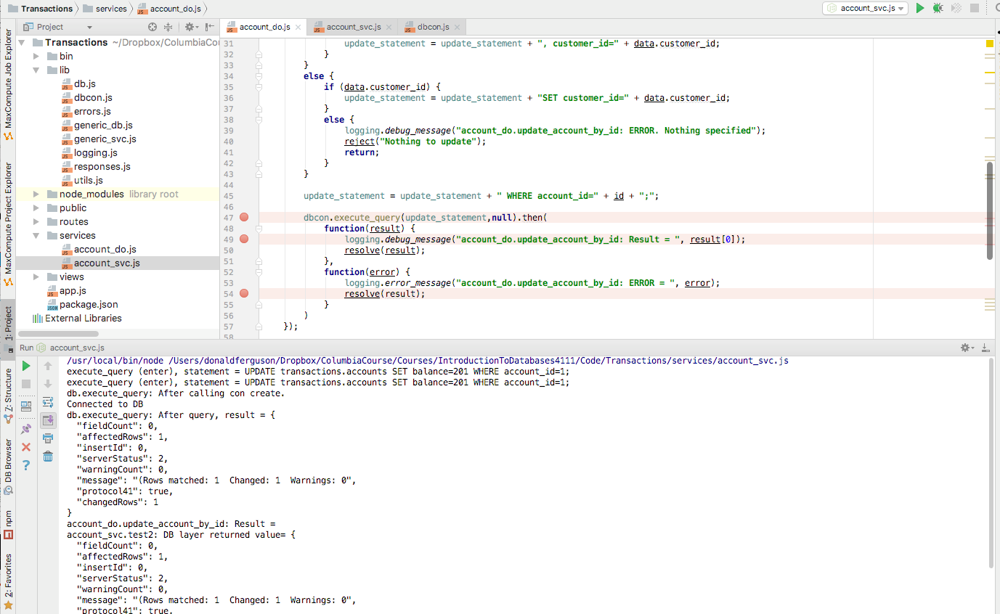 Transactions services account_do.js account_svc.js
Project account_do.js account_svc.js dbcon.js
MaxCompute Job Explorer
MaxCompute Project Explorer
1: Project
Transactions ~/Dropbox/ColumbiaCou
bin
lib
db.js
dbcon.js
errors.js
generic_db.js
generic_svc.js
logging.js
responses.js
utils.js
node_modules library root
public
routes
services
account_do.js
account_svc.js
views
app.js
package.json
External Libraries
31 update_statement = update_statement + ", customer_id=" + data.customer_id;
32 }
33 }
34 else {
35 if (data.customer_id) {
36 update_statement = update_statement + "SET customer_id=" + data.customer_id;
37 }
38 else {
39 logging.debug_message("account_do.update_account_by_id: ERROR. Nothing specified");
40 reject("Nothing to update");
41 return;
42 }
43 }
44
45 update_statement = update_statement + " WHERE account_id=" + id + ";";
46
47 dbcon.execute_query(update_statement,null).then(
48 function(result) {
49 logging.debug_message("account_do.update_account_by_id: Result = ", result[0]);
50 resolve(result);
51 },
52 function(error) {
53 logging.error_message("account_do.update_account_by_id: ERROR = ", error);
54 resolve(result);
55 }
56 )
57 });
58
Run account_svc.js
Z: Structure
DB Browser
npm
2: Favorites
/usr/local/bin/node /Users/donaldferguson/Dropbox/ColumbiaCourse/Courses/IntroductionToDatabases4111/Code/Transactions/services/account_svc.js
execute_query (enter), statement = UPDATE transactions.accounts SET balance=201 WHERE account_id=1;
execute_query (enter), statement = UPDATE transactions.accounts SET balance=201 WHERE account_id=1;
db.execute_query: After calling con create.
Connected to DB
db.execute_query: After query, result = {
"fieldCount": 0,
"affectedRows": 1,
"insertId": 0,
"serverStatus": 2,
"warningCount": 0,
"message": "(Rows matched: 1 Changed: 1 Warnings: 0",
"protocol41": true,
"changedRows": 1
}
account_do.update_account_by_id: Result =
account_svc.test2: DB layer returned value= {
"fieldCount": 0,
"affectedRows": 1,
"insertId": 0,
"serverStatus": 2,
"warningCount": 0,
"message": "(Rows matched: 1 Changed: 1 Warnings: 0",
"protocol41": true,